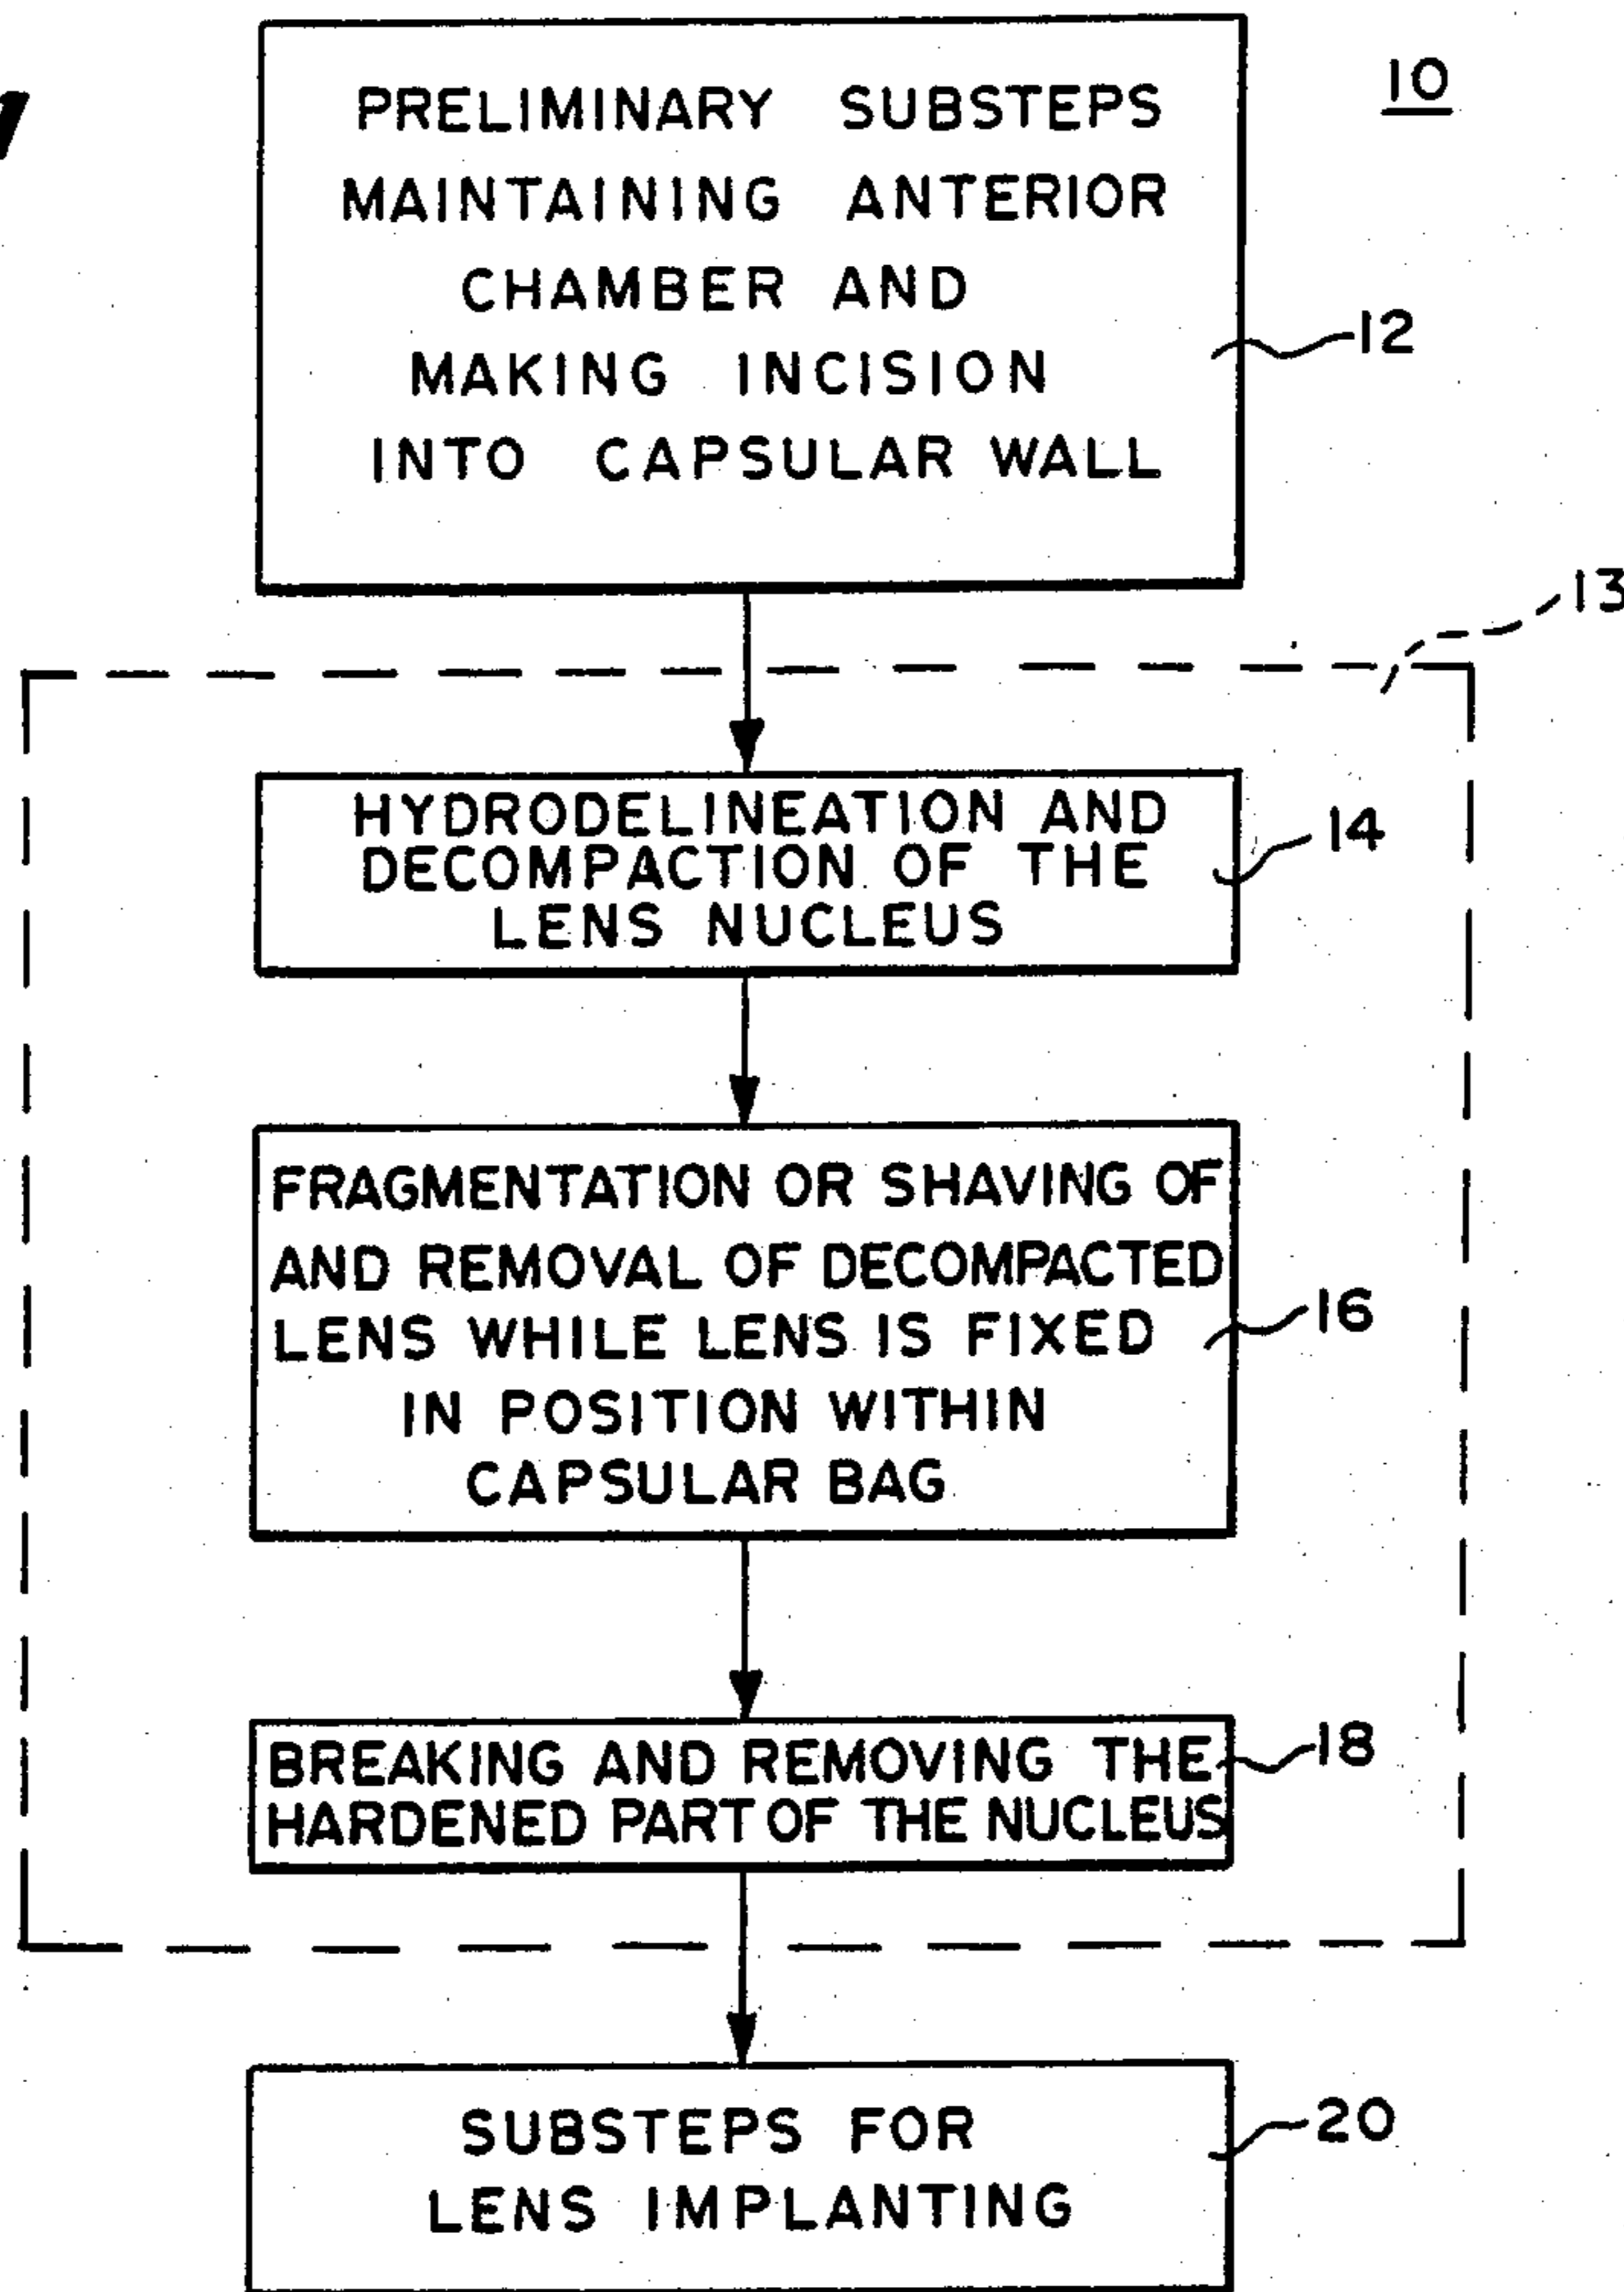 10
PRELIMINARY SUBSTEPS
MAINTAINING ANTERIOR
CHAMBER AND
MAKING INCISION
INTO CAPSULAR WALL
12
13
HYDRODELINEATION AND
DECOMPACTION OF THE
LENS NUCLEUS
14
FRAGMENTATION OR SHAVING OF
AND REMOVAL OF DECOMPACTED
LENS WHILE LENS IS FIXED
IN POSITION WITHIN
CAPSULAR BAG
16
BREAKING AND REMOVING THE
HARDENED PART OF THE NUCLEUS
18
SUBSTEPS FOR
LENS IMPLANTING
20